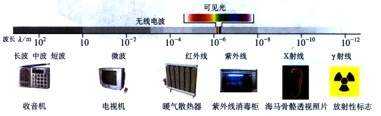 可见光
无线电波
波长 λ/m 10² 10 10⁻² 10⁻⁴ 10⁻⁶ 10⁻⁸ 10⁻¹⁰ 10⁻¹²
长波 中波 短波 微波 红外线 紫外线 X射线 γ射线
收音机 电视机 暖气散热器 紫外线消毒柜 海马骨骼透视照片 放射性标志